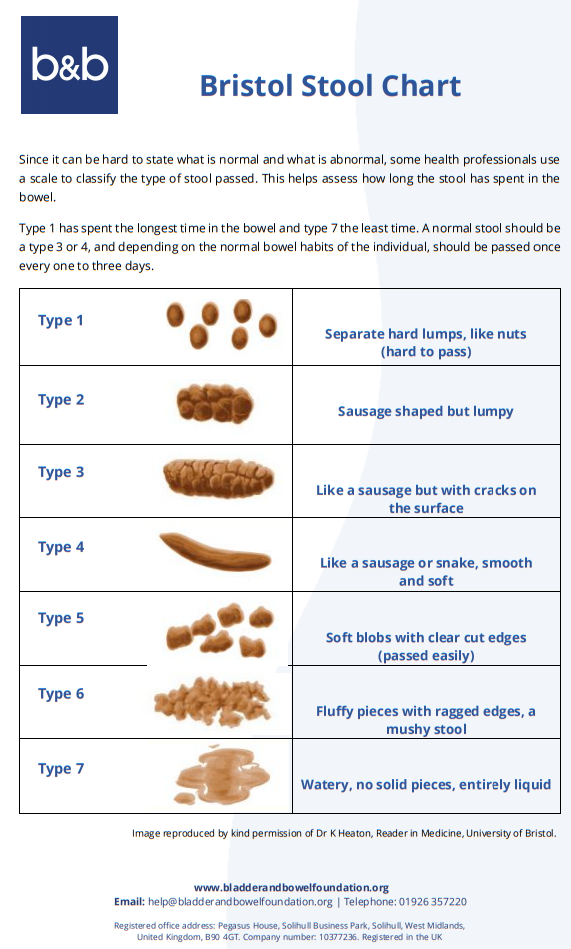 b&b
Bristol Stool Chart
Since it can be hard to state what is normal and what is abnormal, some health professionals use
a scale to classify the type of stool passed. This helps assess how long the stool has spent in the
bowel.
Type 1 has spent the longest time in the bowel and type 7 the least time. A normal stool should be
a type 3 or 4, and depending on the normal bowel habits of the individual, should be passed once
every one to three days.
Type 1
Separate hard lumps, like nuts
(hard to pass)
Type 2
Sausage shaped but lumpy
Type 3
Like a sausage but with cracks on
the surface
Type 4
Like a sausage or snake, smooth
and soft
Type 5
Soft blobs with clear cut edges
(passed easily)
Type 6
Fluffy pieces with ragged edges, a
mushy stool
Type 7
Watery, no solid pieces, entirely liquid
Image reproduced by kind permission of Dr K Heaton, Reader in Medicine, University of Bristol.
www.bladderandbowelfoundation.org
Email: help@bladderandbowelfoundation.org | Telephone: 01926 357220
Registered office address: Pegasus House, Solihull Business Park, Solihull, West Midlands,
United Kingdom, B90 4GT. Company number: 10377236. Registered in the UK